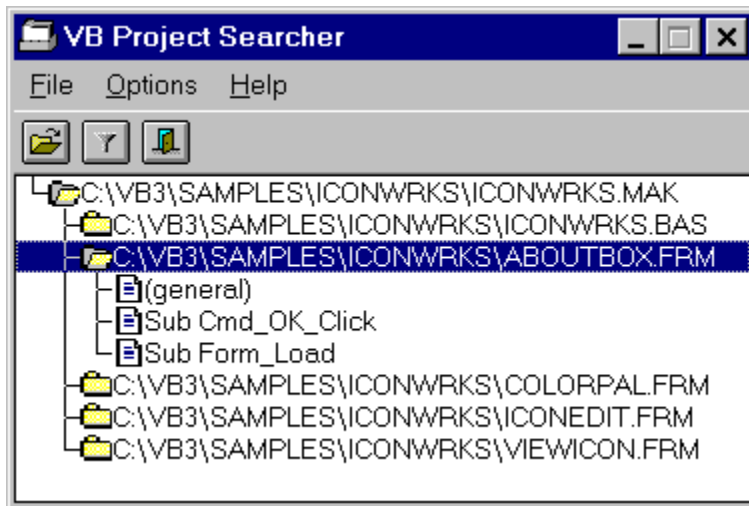 VB Project Searcher
File Options Help
C:\VB3\SAMPLES\ICONWRKS\ICONWRKS.MAK
C:\VB3\SAMPLES\ICONWRKS\ICONWRKS.BAS
C:\VB3\SAMPLES\ICONWRKS\ABOUTBOX.FRM
(general)
Sub Cmd_OK_Click
Sub Form_Load
C:\VB3\SAMPLES\ICONWRKS\COLORPAL.FRM
C:\VB3\SAMPLES\ICONWRKS\ICONEDIT.FRM
C:\VB3\SAMPLES\ICONWRKS\VIEWICON.FRM